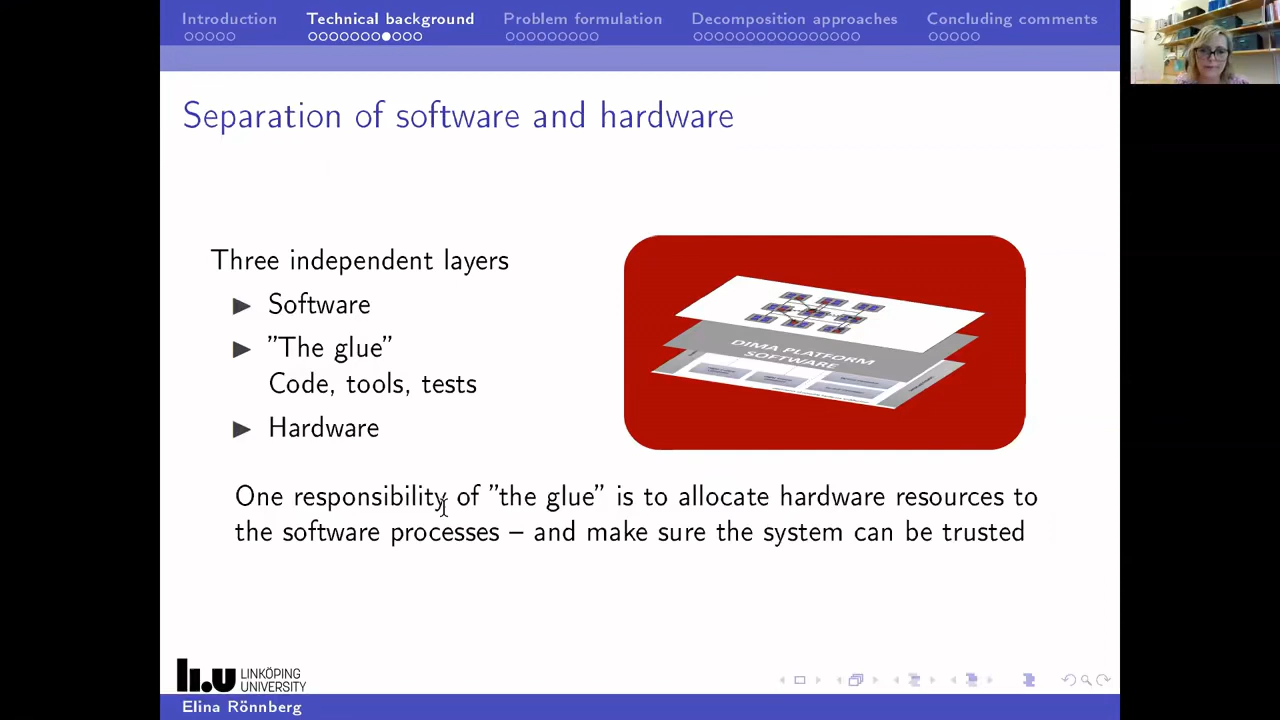 Introduction
Technical background
Problem formulation
Decomposition approaches
Concluding comments
Separation of software and hardware
Three independent layers
Software
”The glue”
Code, tools, tests
Hardware
DIMA PLATFORM
SOFTWARE
One responsibility of ”the glue” is to allocate hardware resources to
the software processes – and make sure the system can be trusted
LINKÖPING
UNIVERSITY
Elina Rönnberg